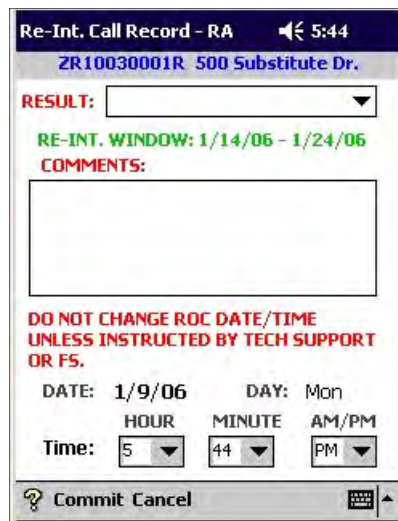 Re-Int. Call Record - RA 5:44
ZR10030001R 500 Substitute Dr.
RESULT:
RE-INT. WINDOW: 1/14/06 - 1/24/06
COMMENTS:
DO NOT CHANGE ROC DATE/TIME
UNLESS INSTRUCTED BY TECH SUPPORT
OR FS.
DATE: 1/9/06 DAY: Mon
HOUR MINUTE AM/PM
Time: 5 44 PM
? Commit Cancel